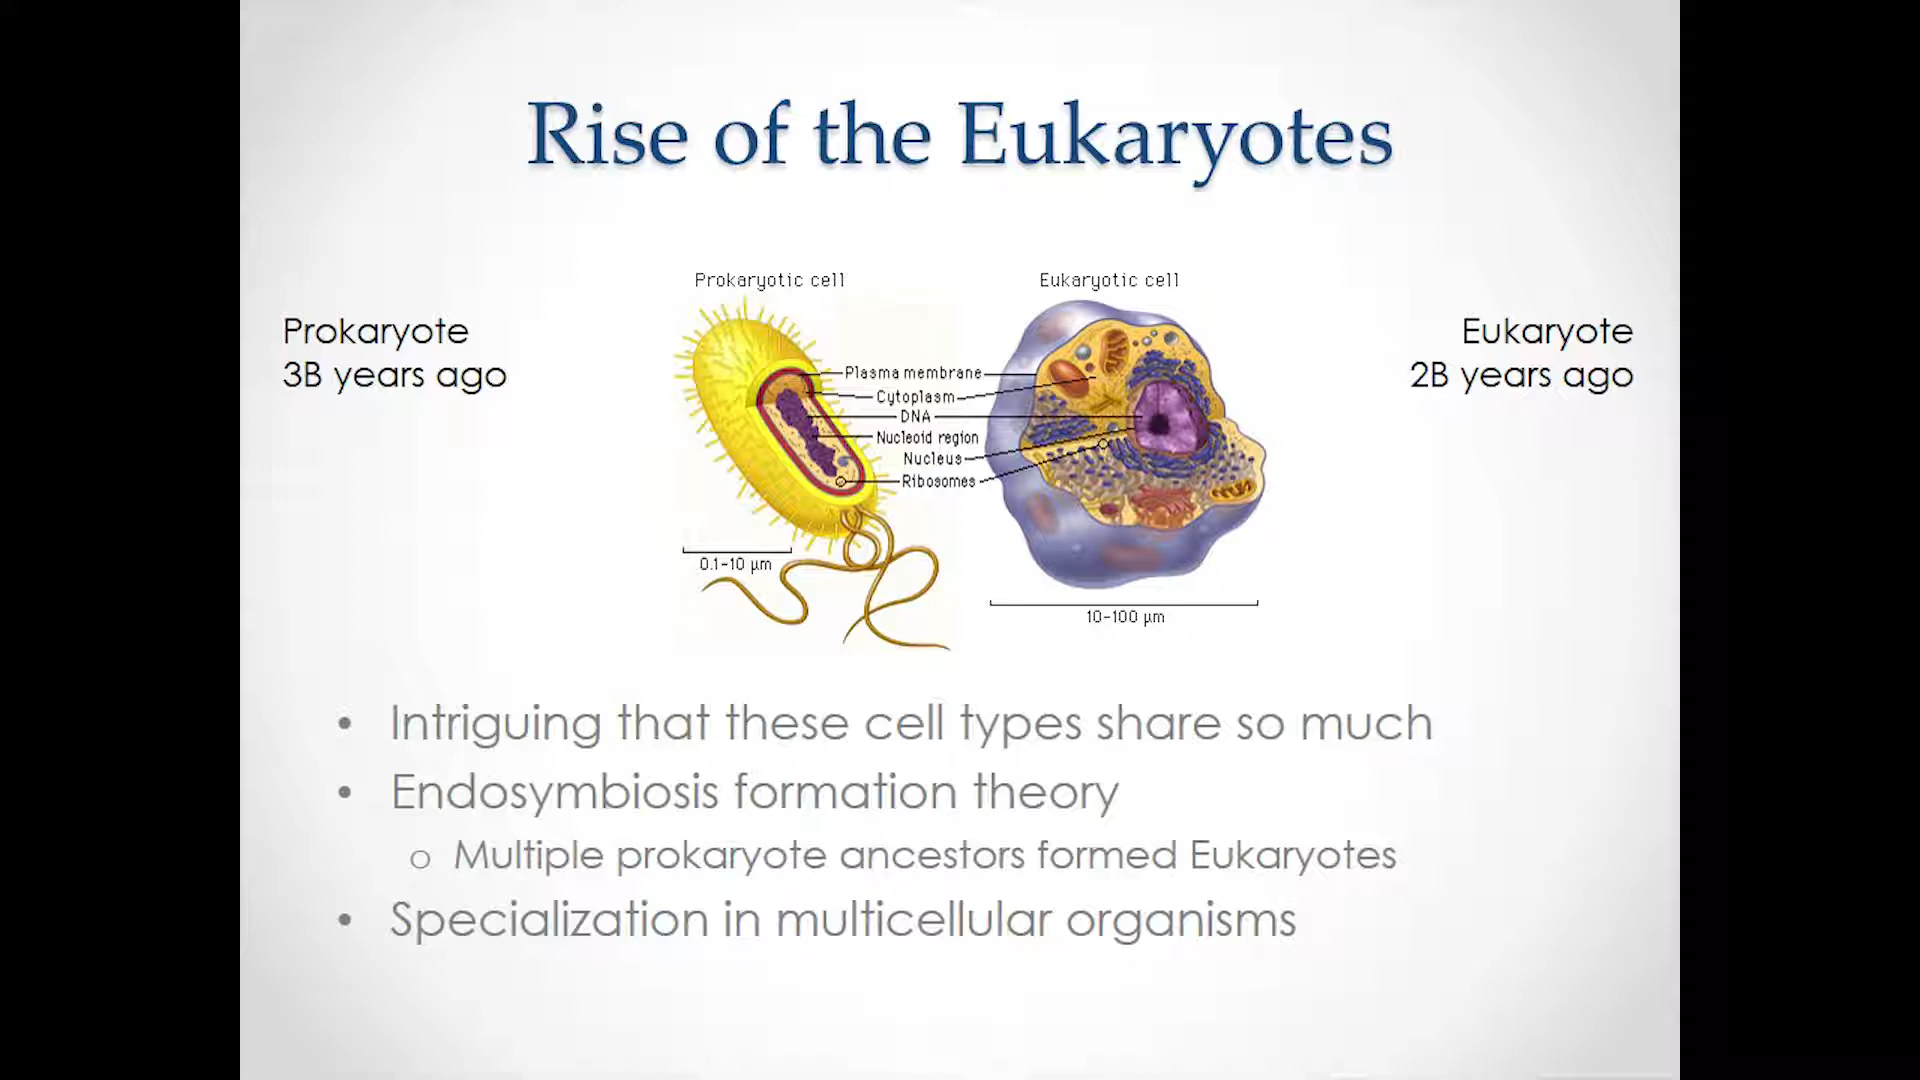 Rise of the Eukaryotes
Prokaryotic cell
Eukaryotic cell
Prokaryote
3B years ago
Eukaryote
2B years ago
Plasma membrane
Cytoplasm
DNA
Nucleoid region
Nucleus
Ribosomes
0.1-10 µm
10-100 µm
• Intriguing that these cell types share so much
• Endosymbiosis formation theory
o Multiple prokaryote ancestors formed Eukaryotes
• Specialization in multicellular organisms